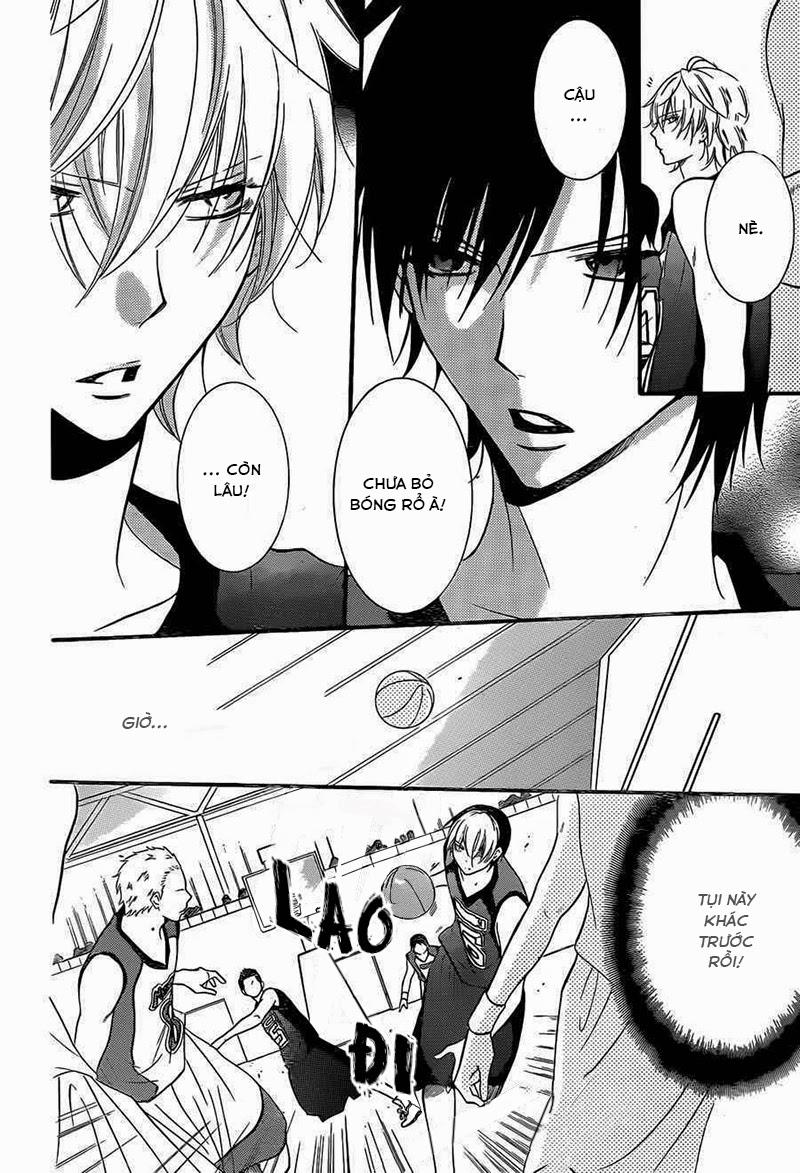 NÈ.
CẬU
...
CHƯA BỎ
BÓNG RỔ À!
... CÒN
LÂU!
GIỜ...
TỤI NÀY
KHÁC
TRƯỚC
RỒI!
LAO
ĐI